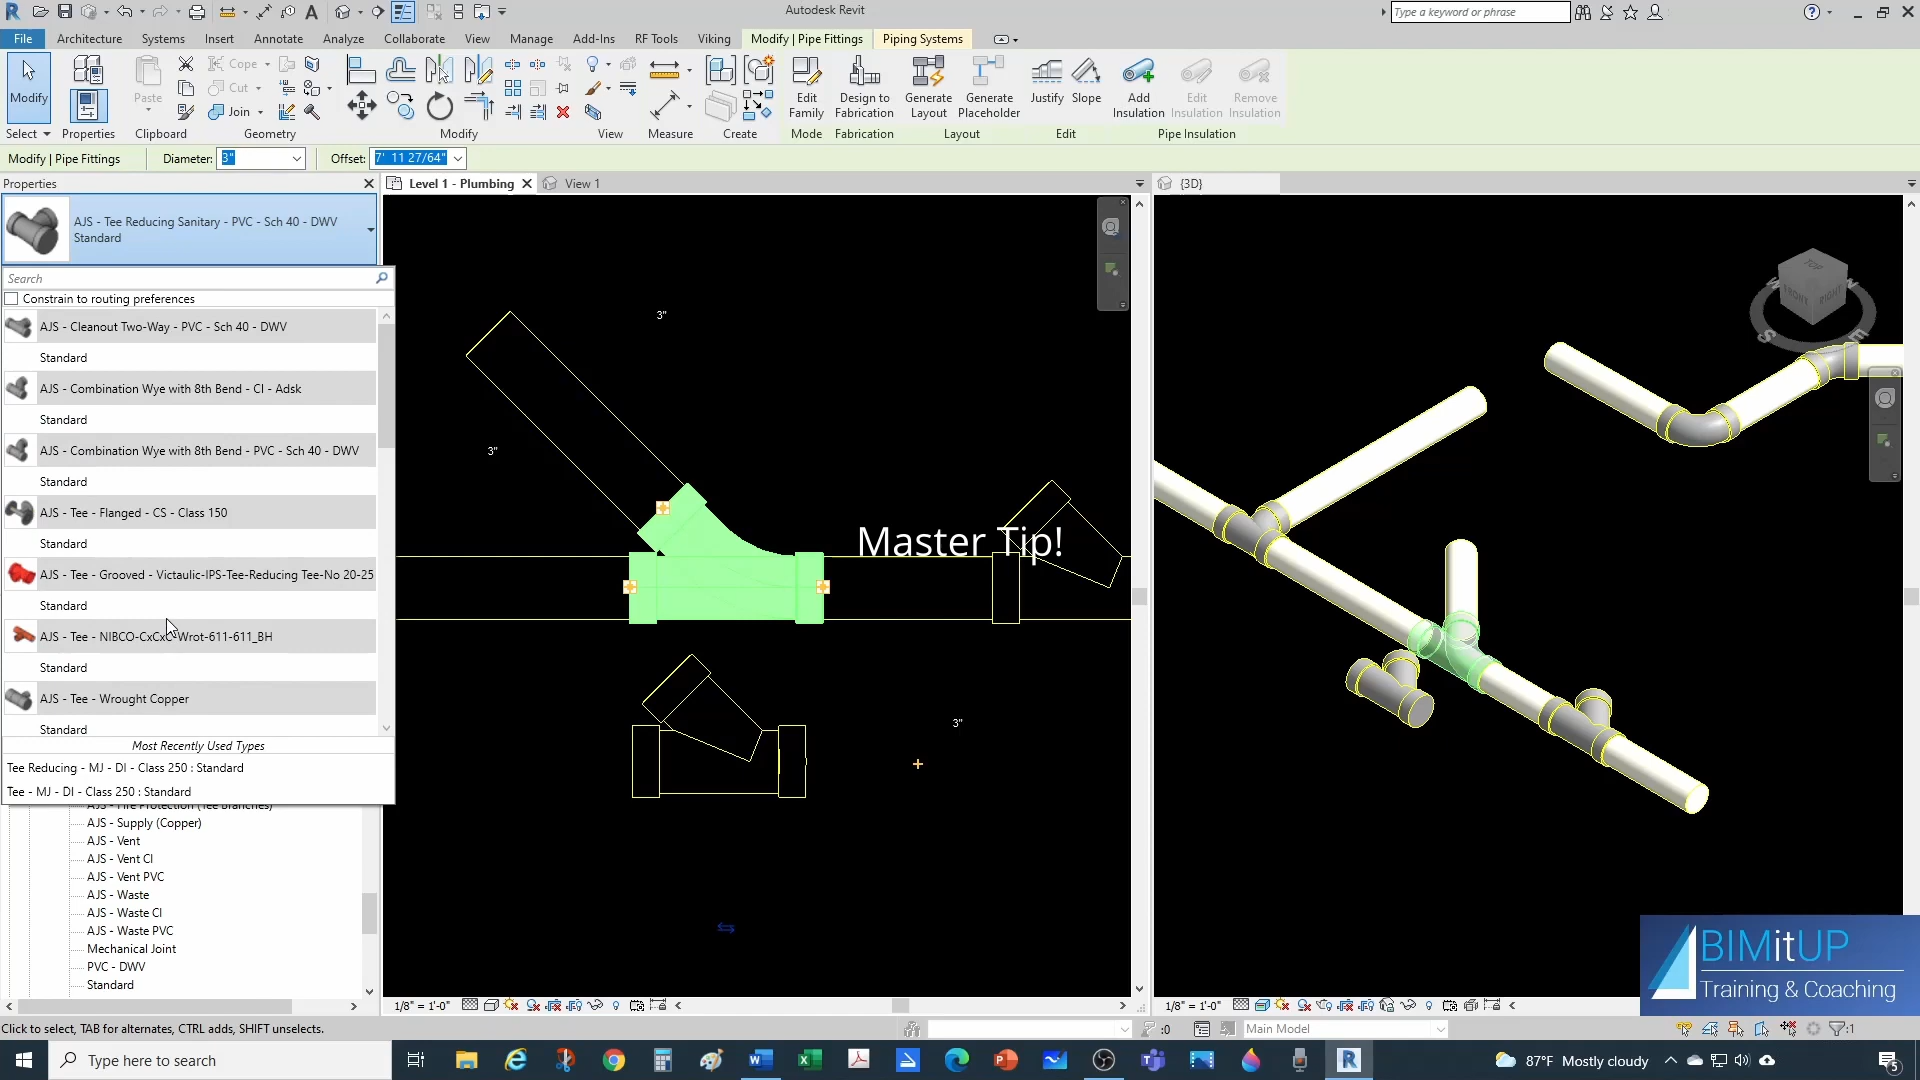 Autodesk Revit
Type a keyword or phrase
File
Architecture
Systems
Insert
Annotate
Analyze
Collaborate
View
Manage
Add-Ins
RF Tools
Viking
Modify | Pipe Fittings
Piping Systems
Modify
Paste
Cope
Cut
Join
Edit
Family
Design to
Fabrication
Generate
Layout
Generate
Placeholder
Justify
Slope
Add
Insulation
Edit
Insulation
Remove
Insulation
Select
Properties
Clipboard
Geometry
Modify
View
Measure
Create
Mode
Fabrication
Layout
Edit
Pipe Insulation
Modify | Pipe Fittings
Diameter: 3"
Offset: 7' 11 27/64"
Properties
Level 1 - Plumbing
View 1
{3D}
AJS - Tee Reducing Sanitary - PVC - Sch 40 - DWV
Standard
Search
Constrain to routing preferences
AJS - Cleanout Two-Way - PVC - Sch 40 - DWV
Standard
AJS - Combination Wye with 8th Bend - CI - Adsk
Standard
AJS - Combination Wye with 8th Bend - PVC - Sch 40 - DWV
Standard
AJS - Tee - Flanged - CS - Class 150
Standard
AJS - Tee - Grooved - Victaulic-IPS-Tee-Reducing Tee-No 20-25
Standard
AJS - Tee - NIBCO-CxCxC-Wrot-611-611_BH
Standard
AJS - Tee - Wrought Copper
Standard
Most Recently Used Types
Tee Reducing - MJ - DI - Class 250 : Standard
Tee - MJ - DI - Class 250 : Standard
AJS - Fire Protection (Tee Branches)
AJS - Supply (Copper)
AJS - Vent
AJS - Vent CI
AJS - Vent PVC
AJS - Waste
AJS - Waste CI
AJS - Waste PVC
Mechanical Joint
PVC - DWV
Standard
3"
3"
Master Tip!
3"
TOP
FRONT
RIGHT
S
E
BIMitUP
Training & Coaching
1/8" = 1'-0"
1/8" = 1'-0"
Click to select, TAB for alternates, CTRL adds, SHIFT unselects.
:0
Main Model
:1
Type here to search
87°F Mostly cloudy
5